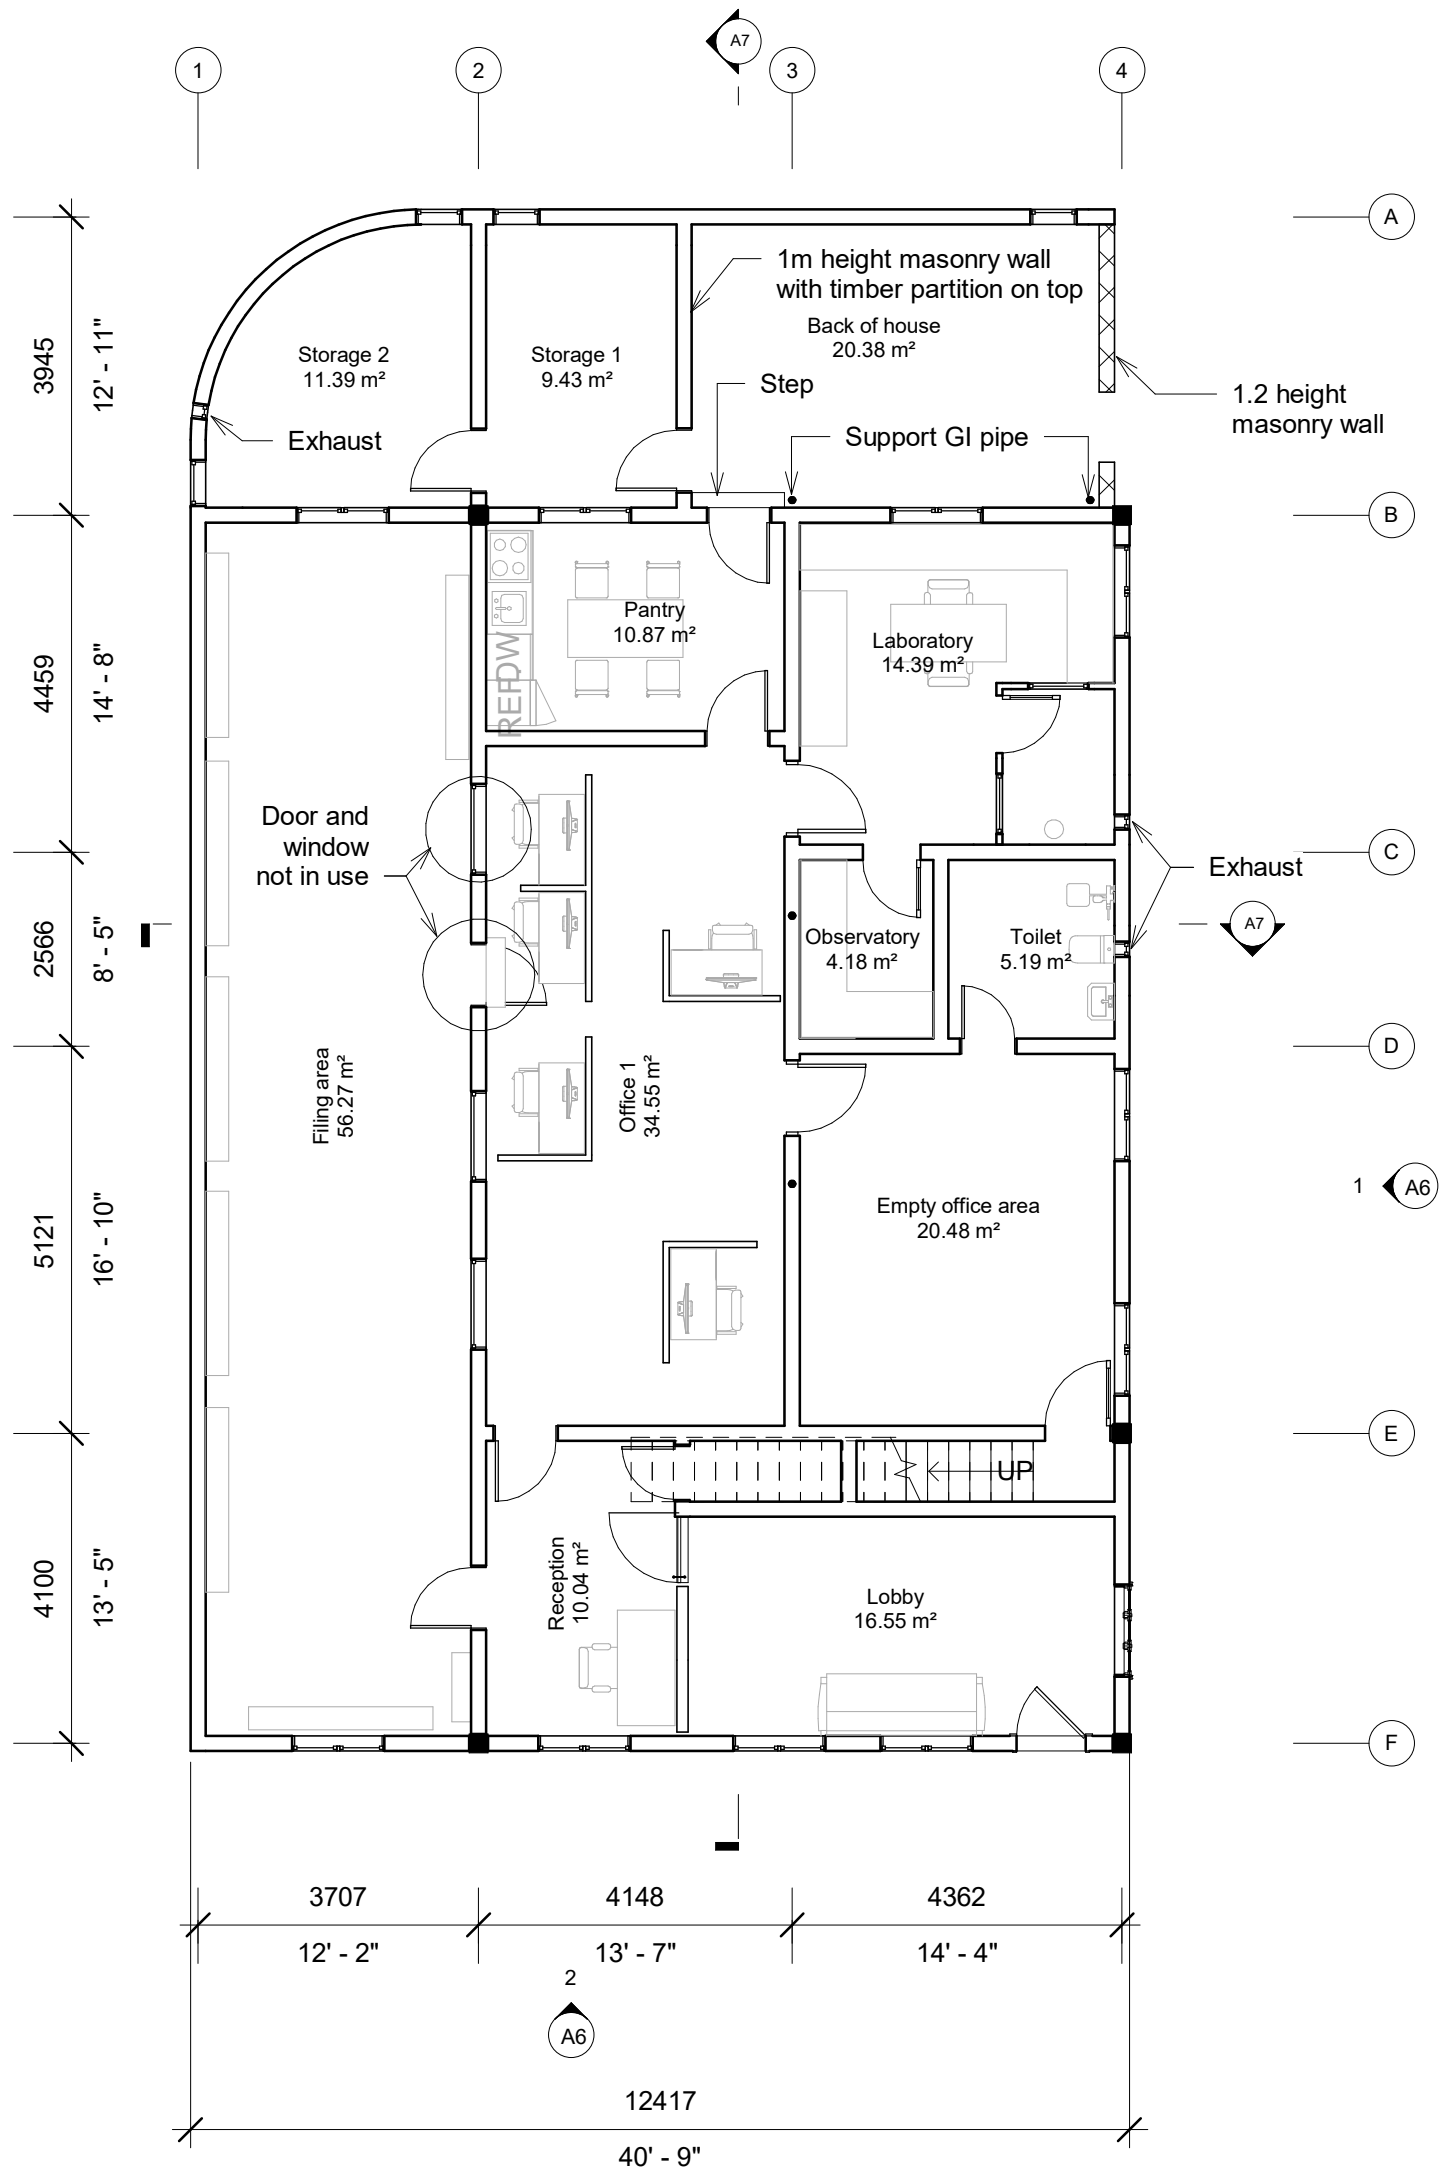 A7
1
2
3
4
A
1m height masonry wall
with timber partition on top
Back of house
20.38 m²
Storage 2
11.39 m²
Storage 1
9.43 m²
3945
12' - 11"
Step
1.2 height
masonry wall
Exhaust
Support GI pipe
B
Pantry
10.87 m²
Laboratory
14.39 m²
DW
REF.
4459
14' - 8"
Door and
window
not in use
C
Exhaust
2566
8' - 5"
Observatory
4.18 m²
Toilet
5.19 m²
A7
D
Filing area
56.27 m²
Office 1
34.55 m²
5121
16' - 10"
Empty office area
20.48 m²
1
A6
E
UP
4100
13' - 5"
Reception
10.04 m²
Lobby
16.55 m²
F
3707
4148
4362
12' - 2"
13' - 7"
14' - 4"
2
A6
12417
40' - 9"